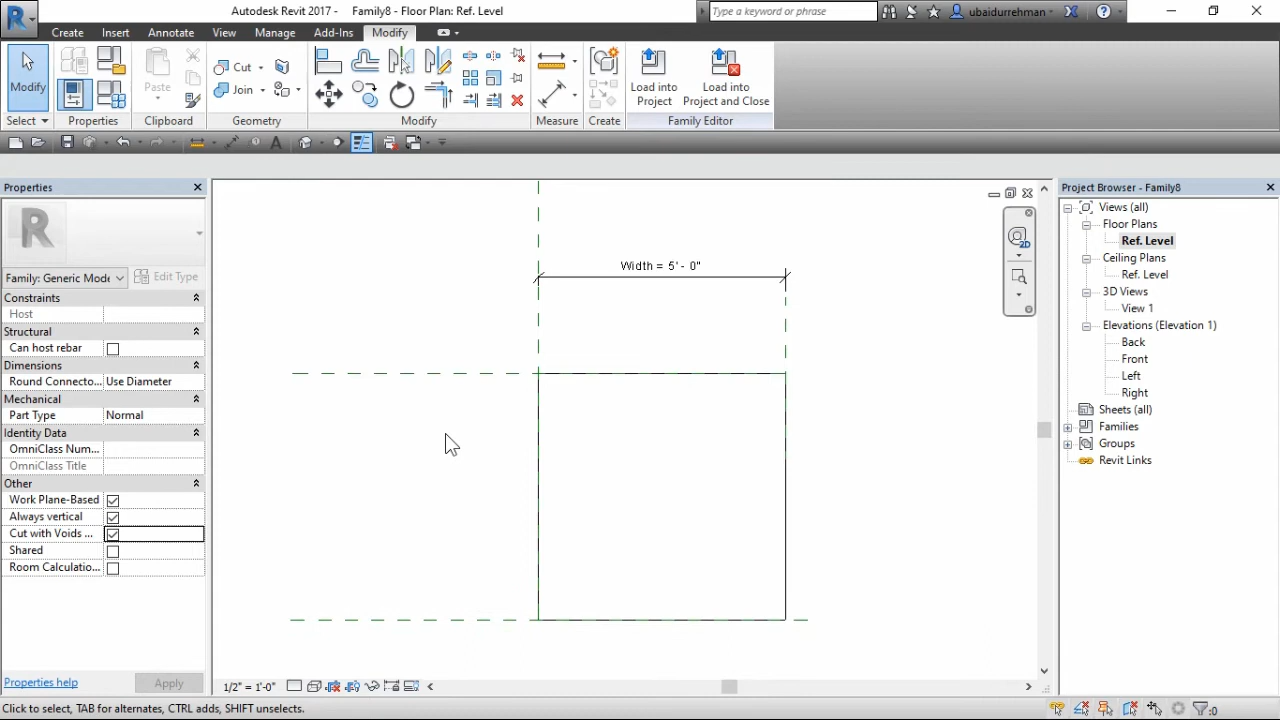 Autodesk Revit 2017 - Family8 - Floor Plan: Ref. Level
Type a keyword or phrase
ubaidurrehman
Create Insert Annotate View Manage Add-Ins Modify
Modify
Paste
Cut
Join
Load into Project
Load into Project and Close
Select Properties Clipboard Geometry Modify Measure Create Family Editor
Properties
Project Browser - Family8
R
Family: Generic Mode
Edit Type
Constraints
Host
Structural
Can host rebar
Dimensions
Round Connecto... Use Diameter
Mechanical
Part Type Normal
Identity Data
OmniClass Num...
OmniClass Title
Other
Work Plane-Based
Always vertical
Cut with Voids ...
Shared
Room Calculatio...
Properties help
Apply
Width = 5' - 0"
2D
Views (all)
Floor Plans
Ref. Level
Ceiling Plans
Ref. Level
3D Views
View 1
Elevations (Elevation 1)
Back
Front
Left
Right
Sheets (all)
Families
Groups
Revit Links
1/2" = 1'-0"
Click to select, TAB for alternates, CTRL adds, SHIFT unselects.
:0